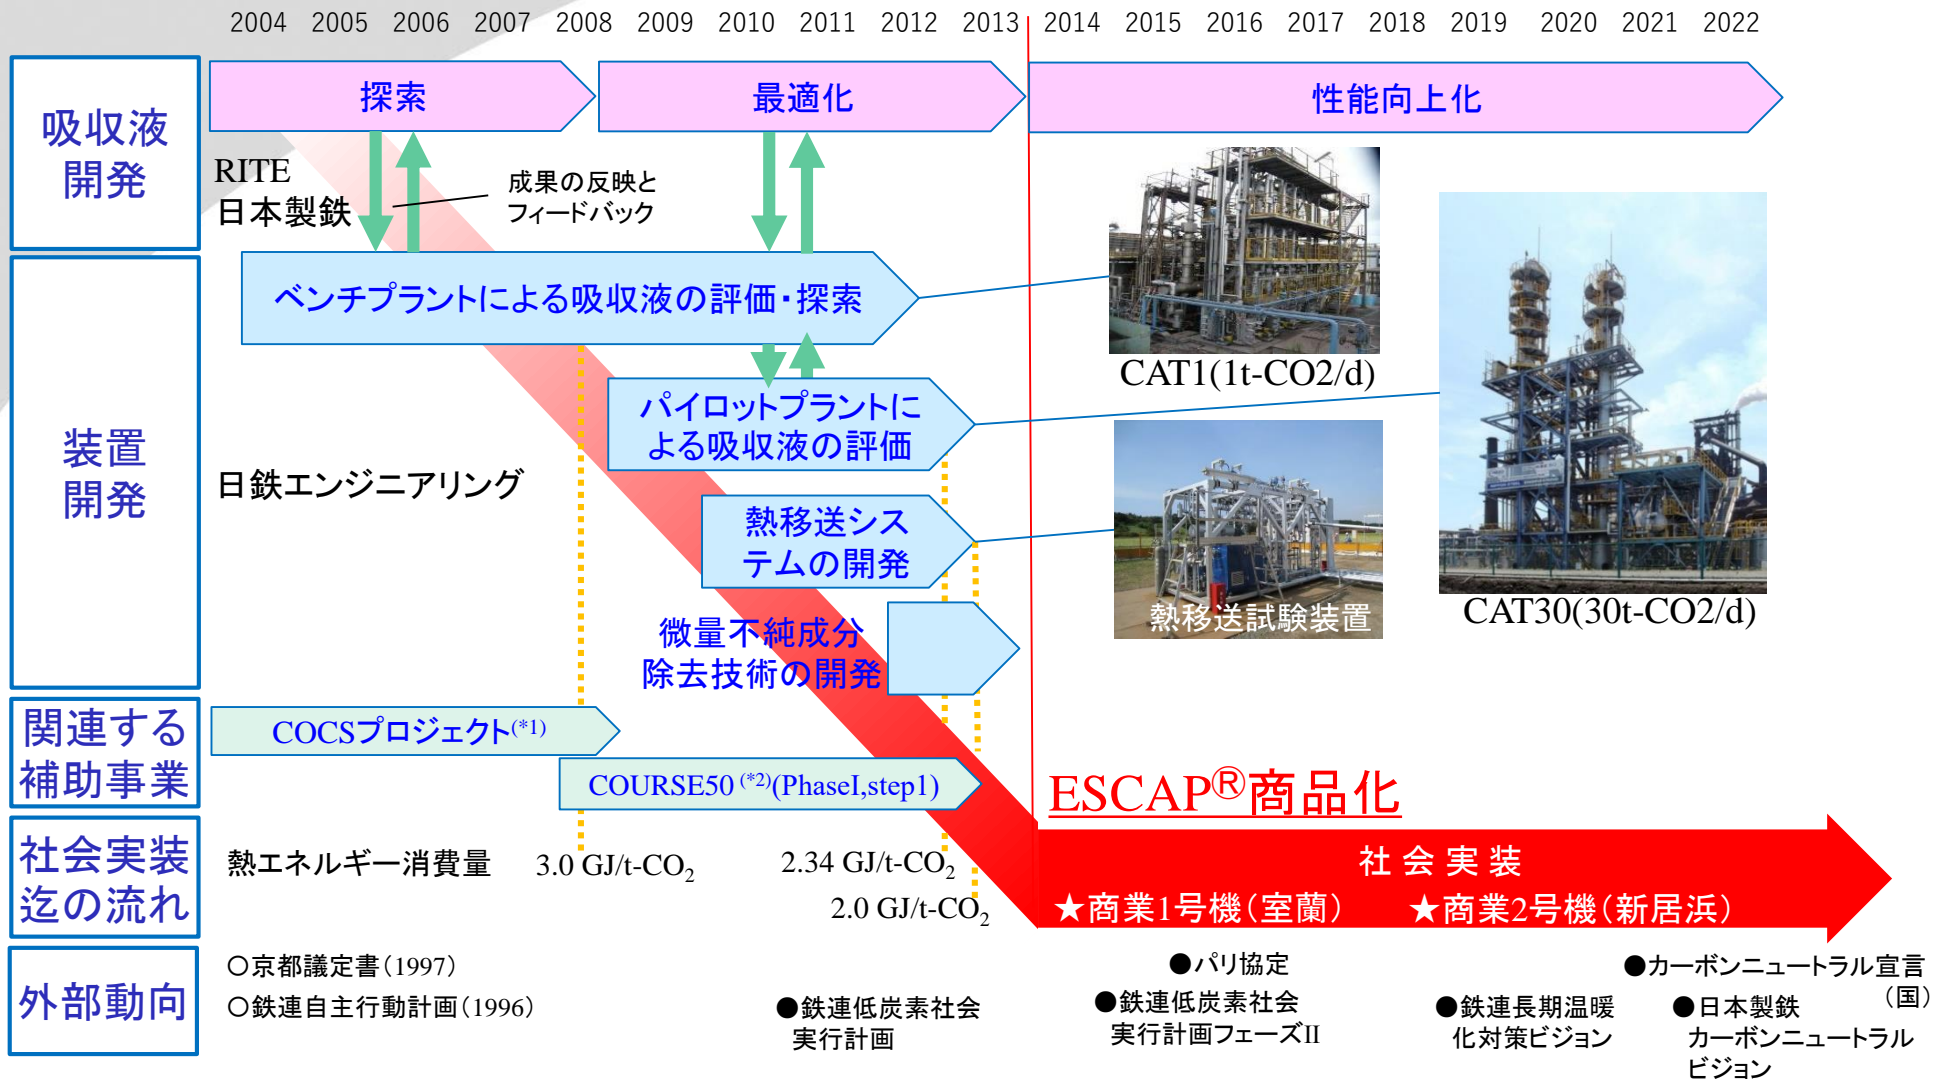 2004 2005 2006 2007 2008 2009 2010 2011 2012 2013 2014 2015 2016 2017 2018 2019 2020 2021 2022
吸収液
開発
探索
最適化
性能向上化
RITE
日本製鉄
成果の反映と
フィードバック
装置
開発
ベンチプラントによる吸収液の評価・探索
CAT1(1t-CO2/d)
パイロットプラントに
よる吸収液の評価
日鉄エンジニアリング
熱移送シス
テムの開発
熱移送試験装置
CAT30(30t-CO2/d)
微量不純成分
除去技術の開発
関連する
補助事業
COCSプロジェクト(*1)
COURSE50 (*2)(PhaseI,step1)
ESCAP®商品化
社会実装
迄の流れ
熱エネルギー消費量
3.0 GJ/t-CO2
2.34 GJ/t-CO2
2.0 GJ/t-CO2
社会実装
★商業1号機(室蘭)
★商業2号機(新居浜)
外部動向
○京都議定書(1997)
○鉄連自主行動計画(1996)
●鉄連低炭素社会
実行計画
●パリ協定
●鉄連低炭素社会
実行計画フェーズII
●鉄連長期温暖
化対策ビジョン
●カーボンニュートラル宣言
(国)
●日本製鉄
カーボンニュートラル
ビジョン